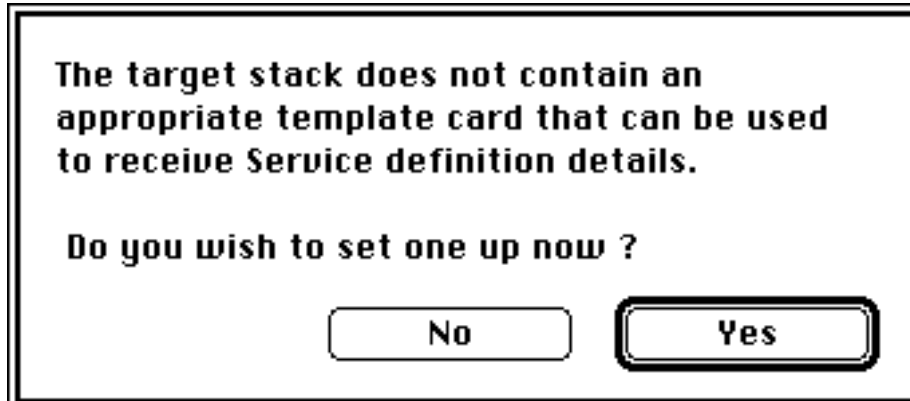 The target stack does not contain an
appropriate template card that can be used
to receive Service definition details.
Do you wish to set one up now ?
No
Yes